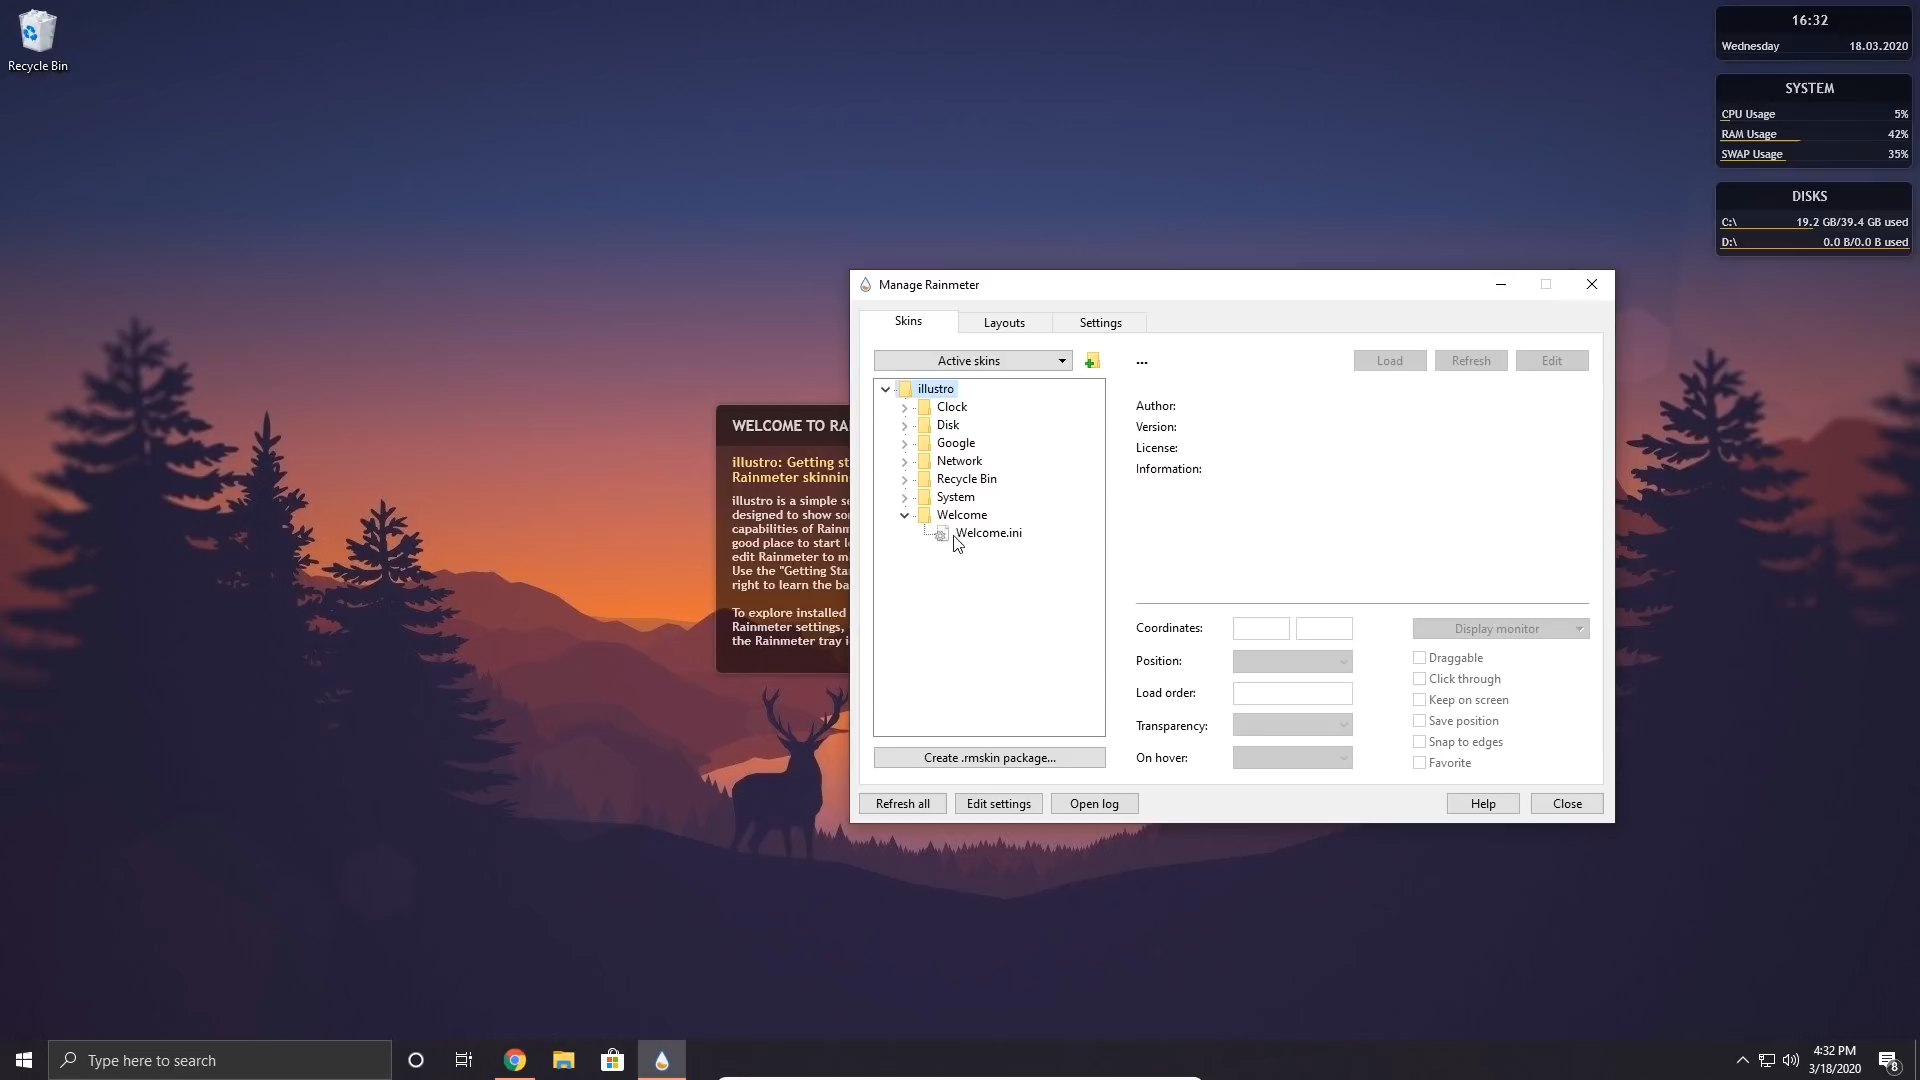 Recycle Bin
16:32
Wednesday 18.03.2020
SYSTEM
CPU Usage 5%
RAM Usage 42%
SWAP Usage 35%
DISKS
C:\ 19.2 GB/39.4 GB used
D:\ 0.0 B/0.0 B used
WELCOME TO RA
illustro: Getting st
Rainmeter skinnin
illustro is a simple se
designed to show so
capabilities of Rainm
good place to start l
edit Rainmeter to m
Use the "Getting Sta
right to learn the ba
To explore installed
Rainmeter settings,
the Rainmeter tray i
Manage Rainmeter
Skins Layouts Settings
Active skins ... Load Refresh Edit
illustro
Clock
Disk
Google
Network
Recycle Bin
System
Welcome
Welcome.ini
Create .rmskin package...
Author:
Version:
License:
Information:
Coordinates: Display monitor
Position: Draggable
Click through
Load order: Keep on screen
Transparency: Save position
Snap to edges
On hover: Favorite
Refresh all Edit settings Open log Help Close
Type here to search
4:32 PM
3/18/2020
8